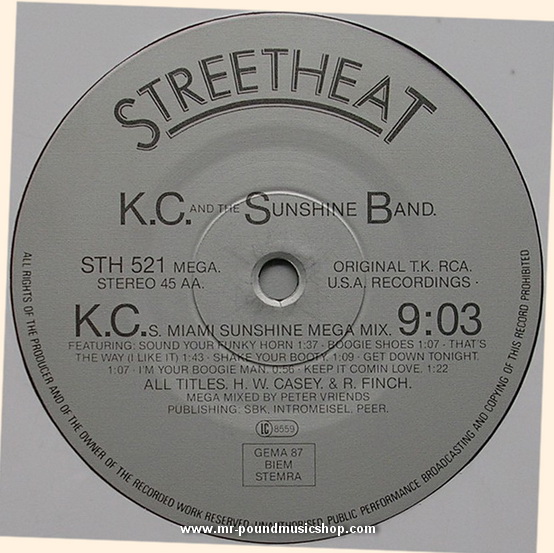 STREETHEAT
K.C. AND THE SUNSHINE BAND.
STH 521 MEGA.
STEREO 45 AA.
ORIGINAL T.K. RCA.
U.S.A. RECORDINGS ·
K.C.S. MIAMI SUNSHINE MEGA MIX. 9:03
FEATURING: SOUND YOUR FUNKY HORN 1:37 · BOOGIE SHOES 1:07 · THAT'S
THE WAY (I LIKE IT) 1:43 · SHAKE YOUR BOOTY. 1:09 · GET DOWN TONIGHT.
1:07 · I'M YOUR BOOGIE MAN. 0:56 · KEEP IT COMIN LOVE. 1:22
ALL TITLES, H. W. CASEY. & R. FINCH.
MEGA MIXED BY PETER VRIENDS
PUBLISHING: SBK, INTROMEISEL, PEER.
LC 8559
GEMA 87
BIEM
STEMRA
ALL RIGHTS OF THE PRODUCER AND OF THE OWNER OF THE RECORDED WORK RESERVED. UNAUTHORISED PUBLIC PERFORMANCE BROADCASTING AND COPYING OF THIS RECORD PROHIBITED
www.mr-poundmusicshop.com